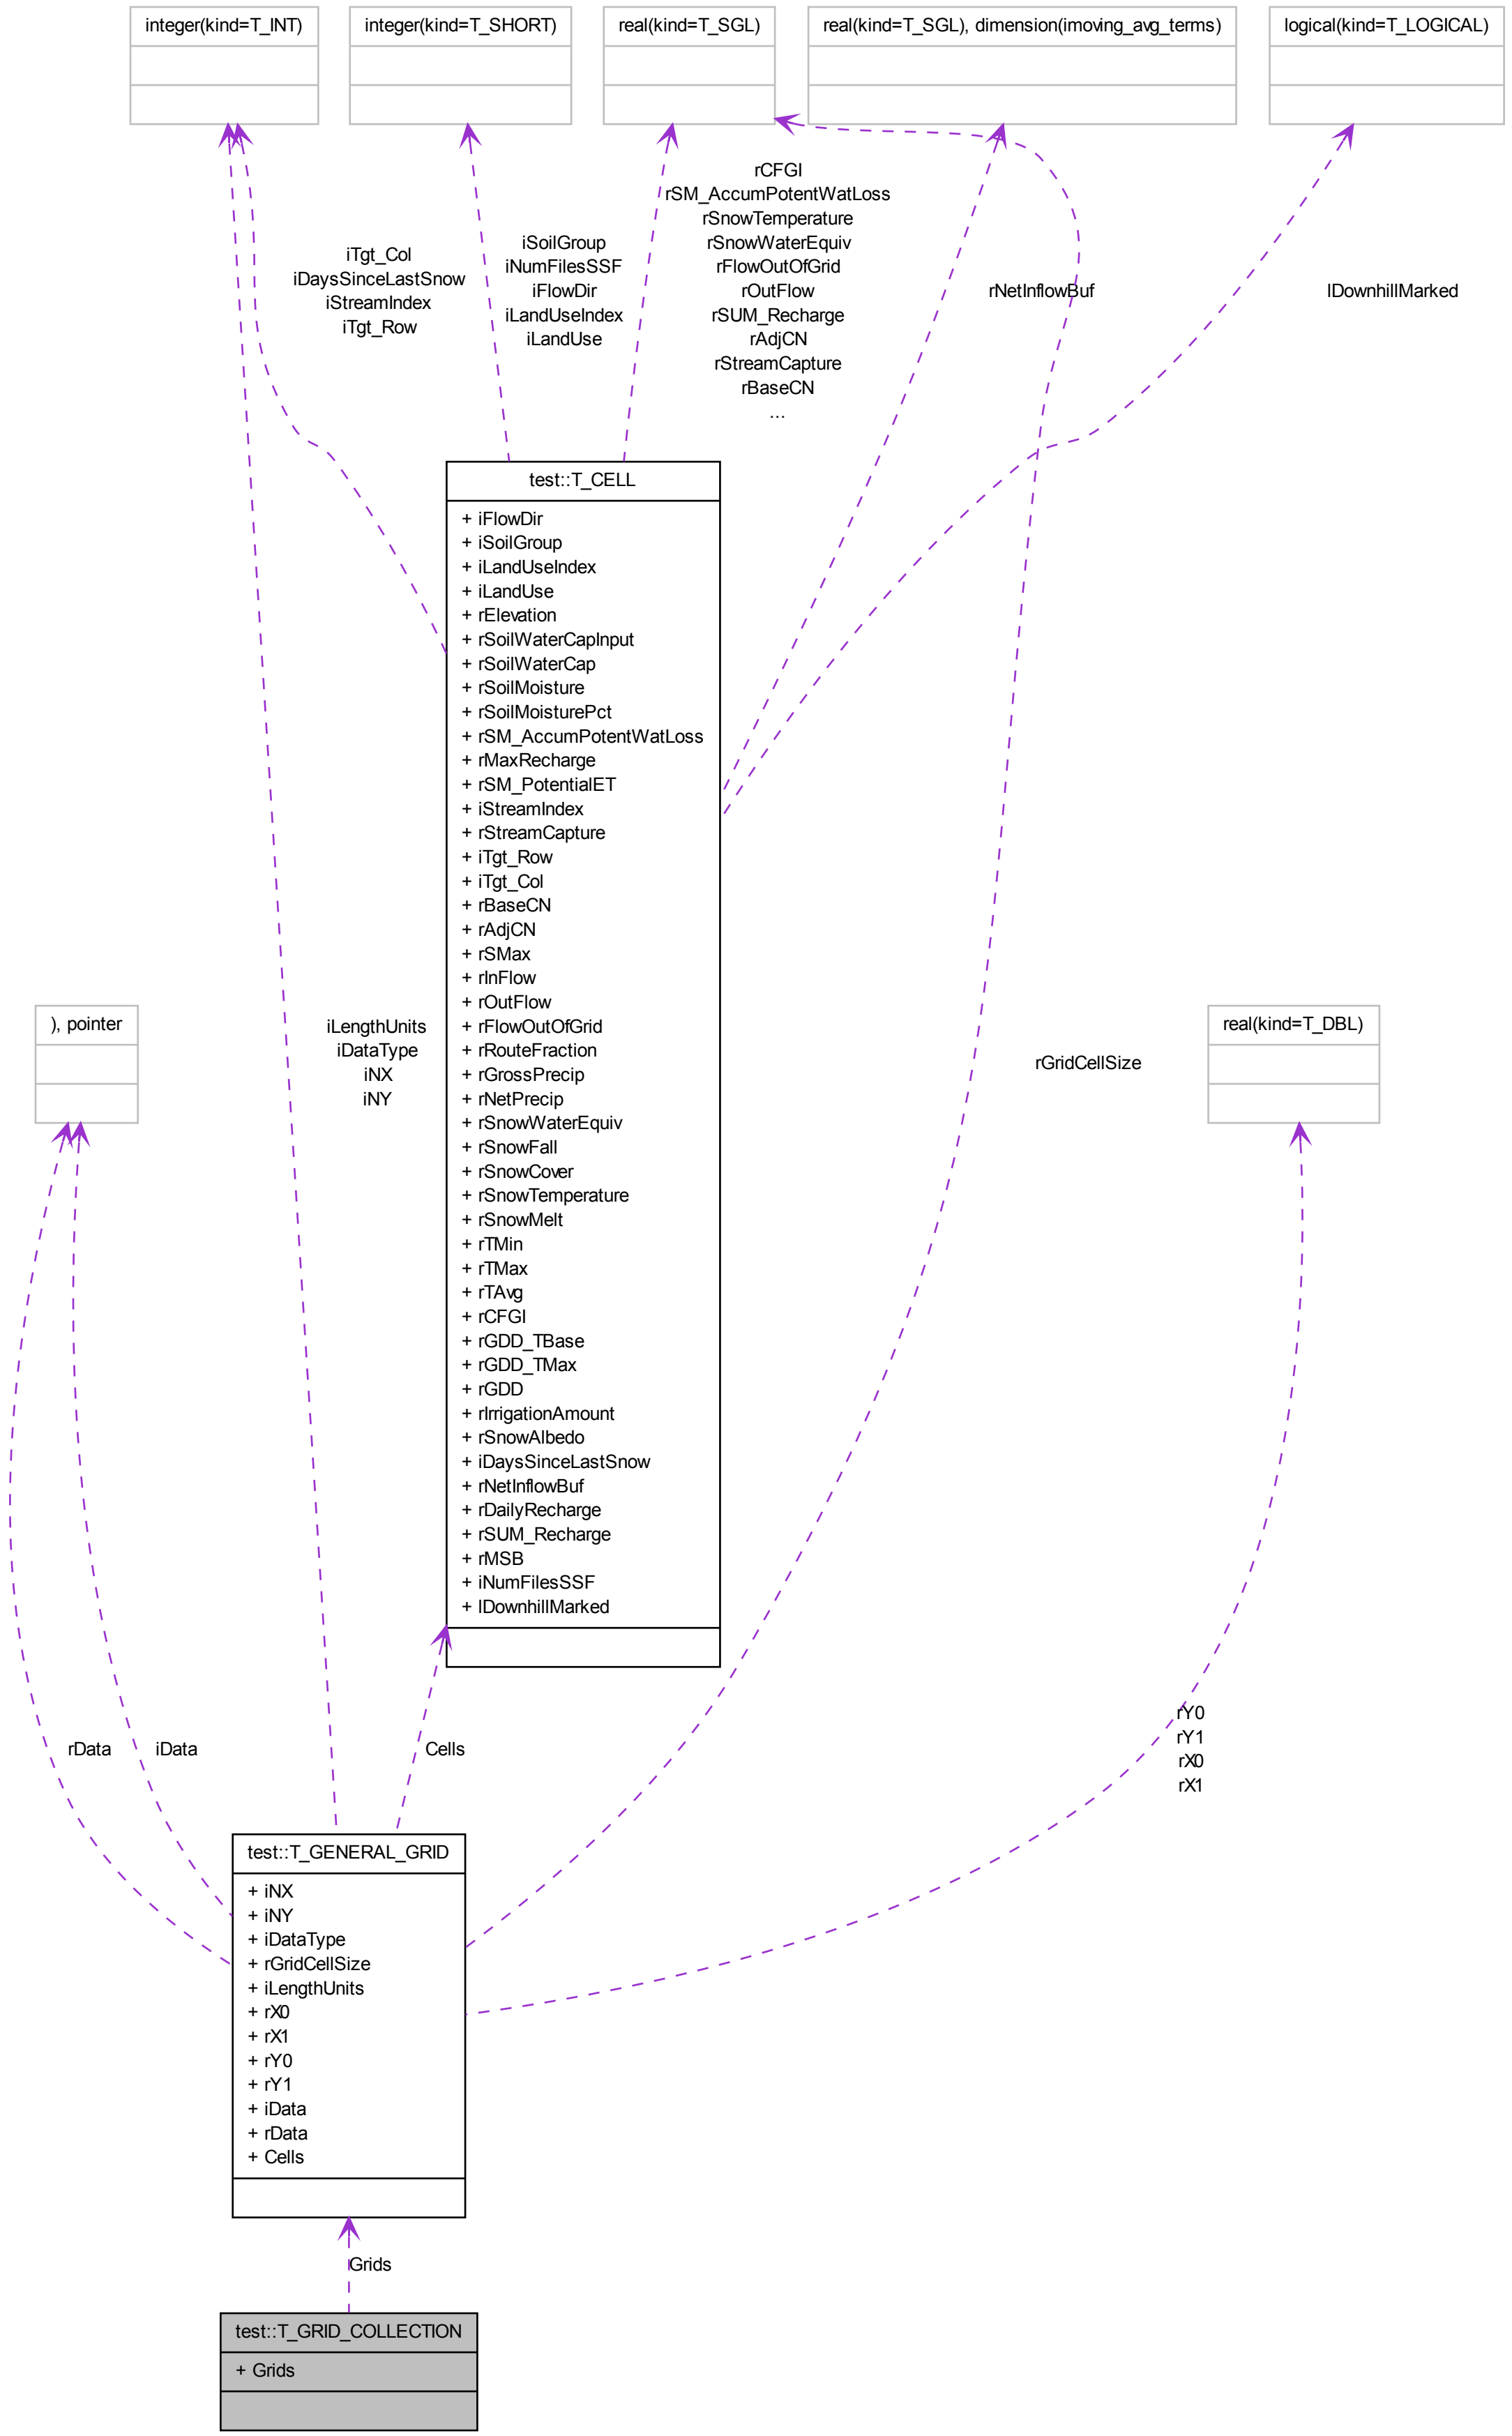 integer(kind=T_INT)
integer(kind=T_SHORT)
real(kind=T_SGL)
real(kind=T_SGL), dimension(imoving_avg_terms)
logical(kind=T_LOGICAL)
iTgt_Col
iDaysSinceLastSnow
iStreamIndex
iTgt_Row
iSoilGroup
iNumFilesSSF
iFlowDir
iLandUseIndex
iLandUse
rCFGI
rSM_AccumPotentWatLoss
rSnowTemperature
rSnowWaterEquiv
rFlowOutOfGrid
rOutFlow
rSUM_Recharge
rAdjCN
rStreamCapture
rBaseCN
...
rNetInflowBuf
lDownhillMarked
test::T_CELL
+ iFlowDir
+ iSoilGroup
+ iLandUseIndex
+ iLandUse
+ rElevation
+ rSoilWaterCapInput
+ rSoilWaterCap
+ rSoilMoisture
+ rSoilMoisturePct
+ rSM_AccumPotentWatLoss
+ rMaxRecharge
+ rSM_PotentialET
+ iStreamIndex
+ rStreamCapture
+ iTgt_Row
+ iTgt_Col
+ rBaseCN
+ rAdjCN
+ rSMax
+ rInFlow
+ rOutFlow
+ rFlowOutOfGrid
+ rRouteFraction
+ rGrossPrecip
+ rNetPrecip
+ rSnowWaterEquiv
+ rSnowFall
+ rSnowCover
+ rSnowTemperature
+ rSnowMelt
+ rTMin
+ rTMax
+ rTAvg
+ rCFGI
+ rGDD_TBase
+ rGDD_TMax
+ rGDD
+ rIrrigationAmount
+ rSnowAlbedo
+ iDaysSinceLastSnow
+ rNetInflowBuf
+ rDailyRecharge
+ rSUM_Recharge
+ rMSB
+ iNumFilesSSF
+ lDownhillMarked
), pointer
iLengthUnits
iDataType
iNX
iNY
rGridCellSize
real(kind=T_DBL)
rData
iData
Cells
rY0
rY1
rX0
rX1
test::T_GENERAL_GRID
+ iNX
+ iNY
+ iDataType
+ rGridCellSize
+ iLengthUnits
+ rX0
+ rX1
+ rY0
+ rY1
+ iData
+ rData
+ Cells
Grids
test::T_GRID_COLLECTION
+ Grids